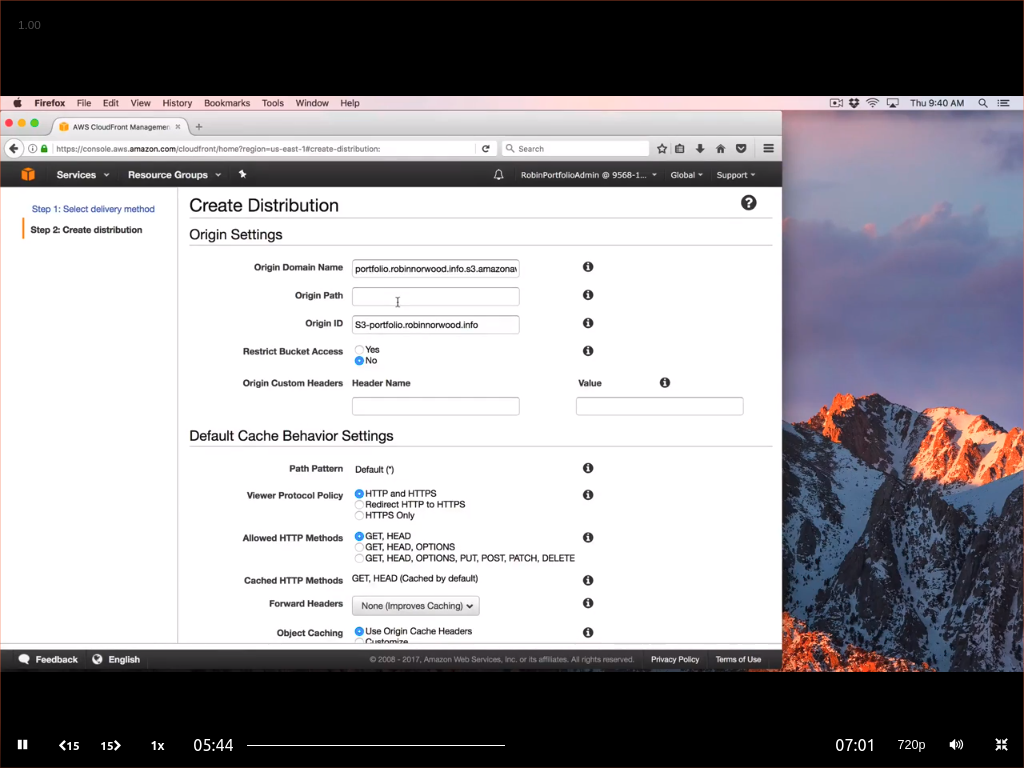 1.00
Firefox File Edit View History Bookmarks Tools Window Help Thu 9:40 AM
AWS CloudFront Managemen
https://console.aws.amazon.com/cloudfront/home?region=us-east-1#create-distribution: Search
Services Resource Groups RobinPortfolioAdmin @ 9568-1... Global Support
Step 1: Select delivery method
Step 2: Create distribution
Create Distribution
Origin Settings
Origin Domain Name portfolio.robinnorwood.info.s3.amazonav
Origin Path
Origin ID S3-portfolio.robinnorwood.info
Restrict Bucket Access Yes
No
Origin Custom Headers Header Name Value
Default Cache Behavior Settings
Path Pattern Default (*)
Viewer Protocol Policy HTTP and HTTPS
Redirect HTTP to HTTPS
HTTPS Only
Allowed HTTP Methods GET, HEAD
GET, HEAD, OPTIONS
GET, HEAD, OPTIONS, PUT, POST, PATCH, DELETE
Cached HTTP Methods GET, HEAD (Cached by default)
Forward Headers None (Improves Caching)
Object Caching Use Origin Cache Headers
Customize
Feedback English © 2008 - 2017, Amazon Web Services, Inc. or its affiliates. All rights reserved. Privacy Policy Terms of Use
15 15 1x 05:44 07:01 720p